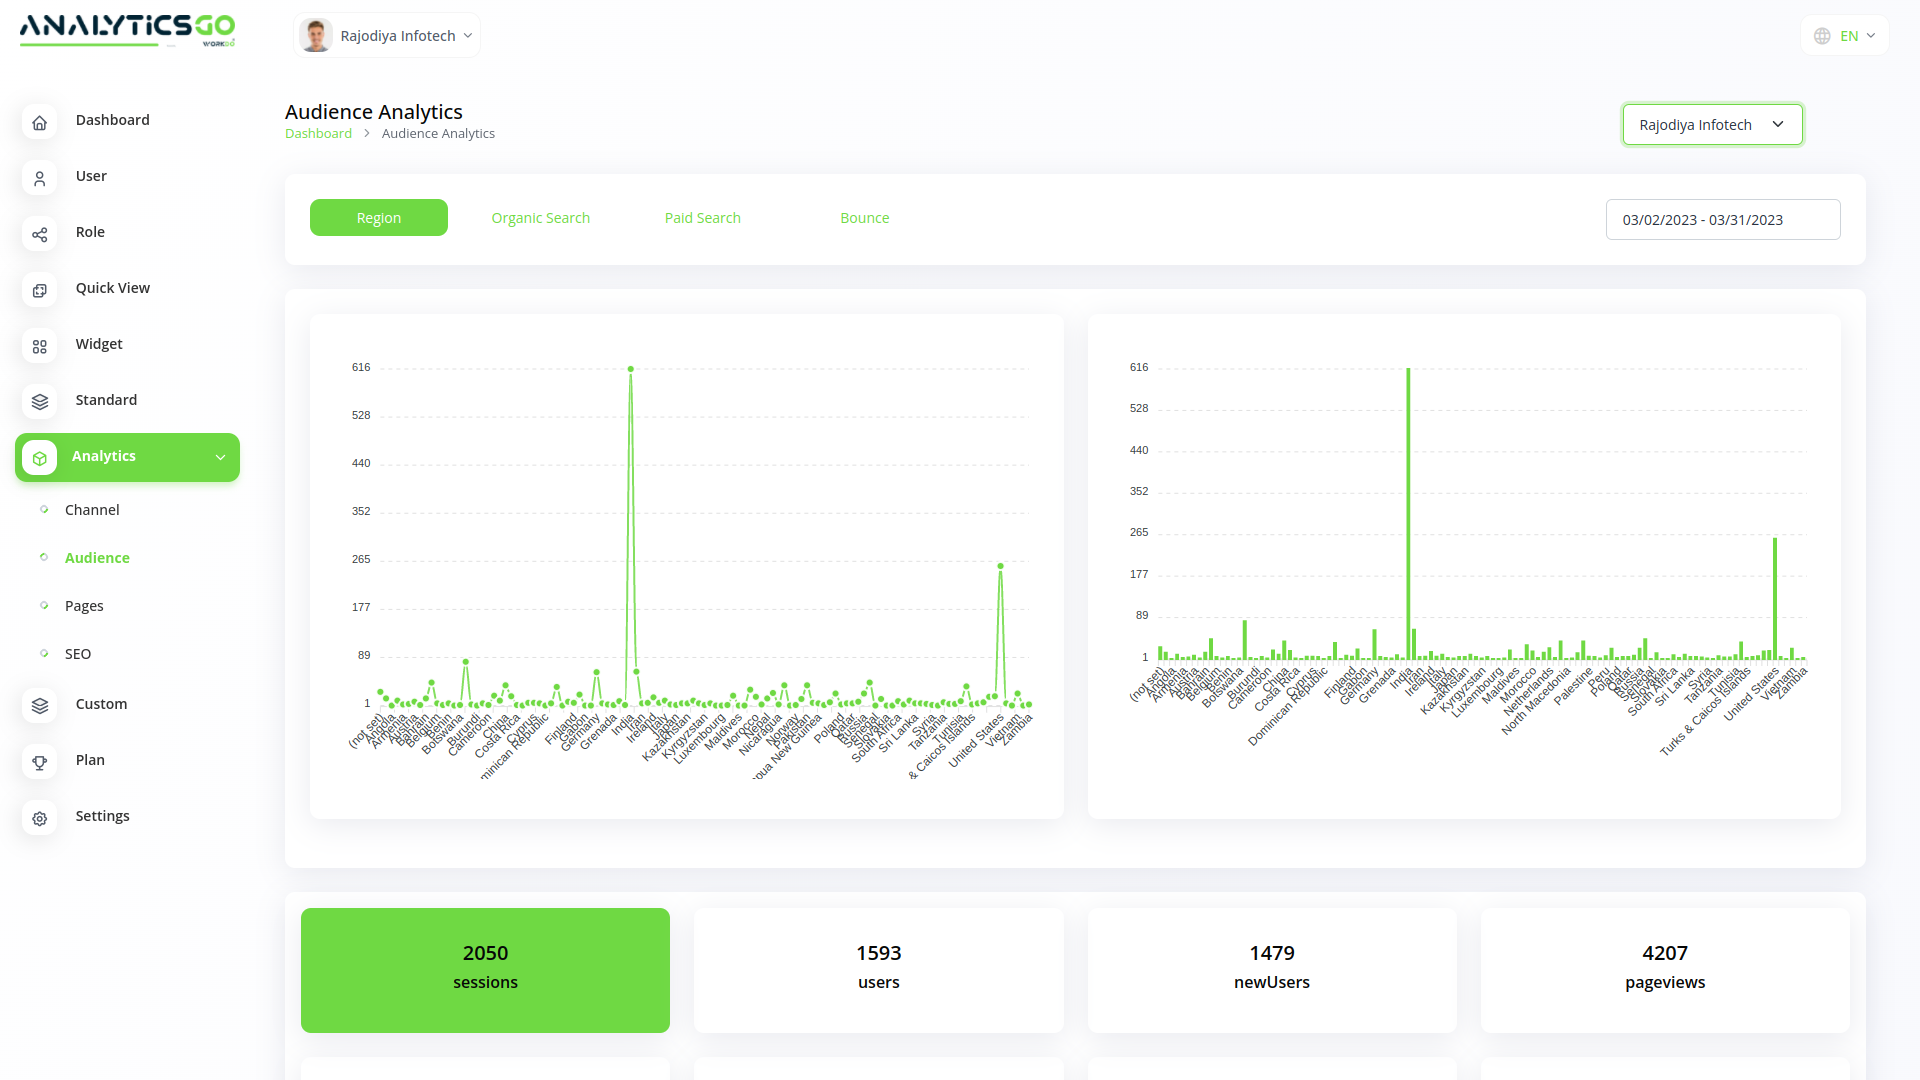 ANALYTiCSGO
WORKGO
Rajodiya Infotech
EN
Dashboard
User
Role
Quick View
Widget
Standard
Analytics
Channel
Audience
Pages
SEO
Custom
Plan
Settings
Audience Analytics
Dashboard > Audience Analytics
Rajodiya Infotech
Region
Organic Search
Paid Search
Bounce
03/02/2023 - 03/31/2023
616
528
440
352
265
177
89
1
(not set)
Angola
Armenia
Austria
Bahrain
Belgium
Benin
Botswana
Burundi
Cameroon
China
Costa Rica
Cyprus
minican Republic
Finland
Gabon
Germany
Grenada
India
Iran
Ireland
Italy
Japan
Kazakhstan
Kyrgyzstan
Luxembourg
Maldives
Morocco
Nepal
Nicaragua
Norway
Pakistan
pua New Guinea
Poland
Qatar
Russia
Senegal
Slovakia
South Africa
Sri Lanka
Syria
Tanzania
Tunisia
& Caicos Islands
United States
Vietnam
Zambia
616
528
440
352
265
177
89
1
(not set)
Angola
Armenia
Austria
Bahrain
Belgium
Benin
Botswana
Burundi
Cameroon
China
Costa Rica
Cyprus
Dominican Republic
Finland
Gabon
Germany
Grenada
India
Iran
Ireland
Italy
Japan
Kazakhstan
Kyrgyzstan
Luxembourg
Maldives
Morocco
Netherlands
North Macedonia
Palestine
Peru
Poland
Qatar
Russia
Senegal
Slovakia
South Africa
Sri Lanka
Syria
Tanzania
Tunisia
Turks & Caicos Islands
United States
Vietnam
Zambia
2050
sessions
1593
users
1479
newUsers
4207
pageviews